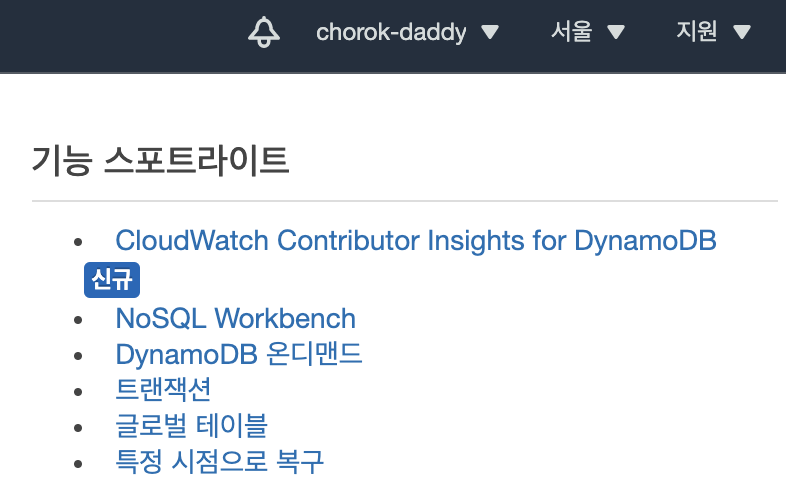 chorok-daddy 서울 지원
기능 스포트라이트
CloudWatch Contributor Insights for DynamoDB
신규
NoSQL Workbench
DynamoDB 온디맨드
트랜잭션
글로벌 테이블
특정 시점으로 복구